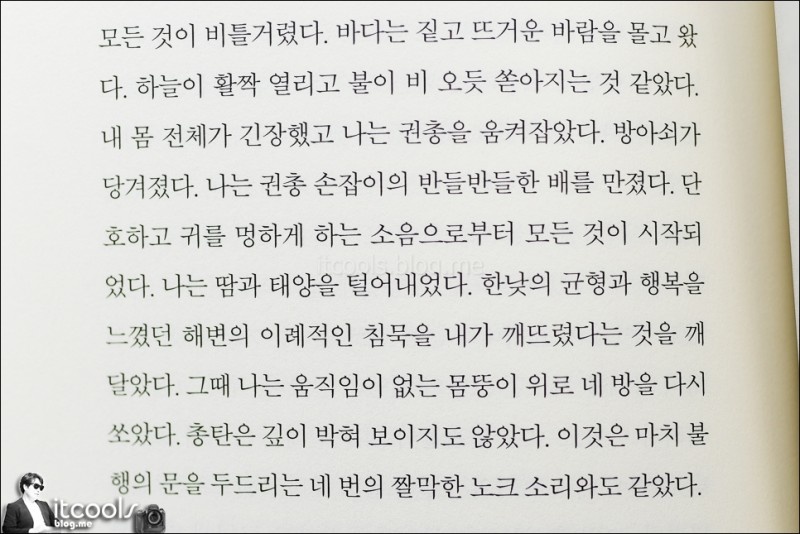 모든 것이 비틀거렸다. 바다는 짙고 뜨거운 바람을 몰고 왔
다. 하늘이 활짝 열리고 불이 비 오듯 쏟아지는 것 같았다.
내 몸 전체가 긴장했고 나는 권총을 움켜잡았다. 방아쇠가
당겨졌다. 나는 권총 손잡이의 반들반들한 배를 만졌다. 단
호하고 귀를 멍하게 하는 소음으로부터 모든 것이 시작되
었다. 나는 땀과 태양을 털어내었다. 한낮의 균형과 행복을
느꼈던 해변의 이례적인 침묵을 내가 깨뜨렸다는 것을 깨
달았다. 그때 나는 움직임이 없는 몸뚱이 위로 네 방을 다시
쏘았다. 총탄은 깊이 박혀 보이지도 않았다. 이것은 마치 불
행의 문을 두드리는 네 번의 짤막한 노크 소리와도 같았다.
itcools.blog.me
itcools
blog.me